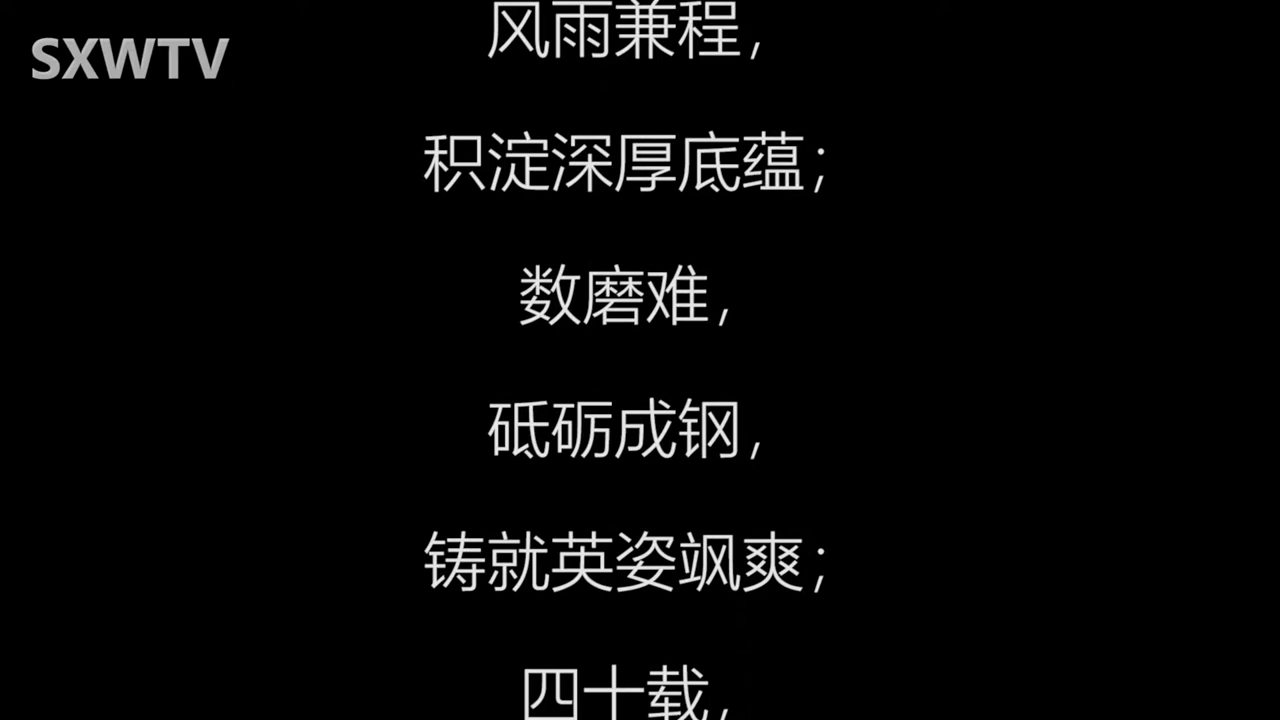 SXWTV
风雨兼程，
积淀深厚底蕴；
数磨难，
砥砺成钢，
铸就英姿飒爽；
四十载，